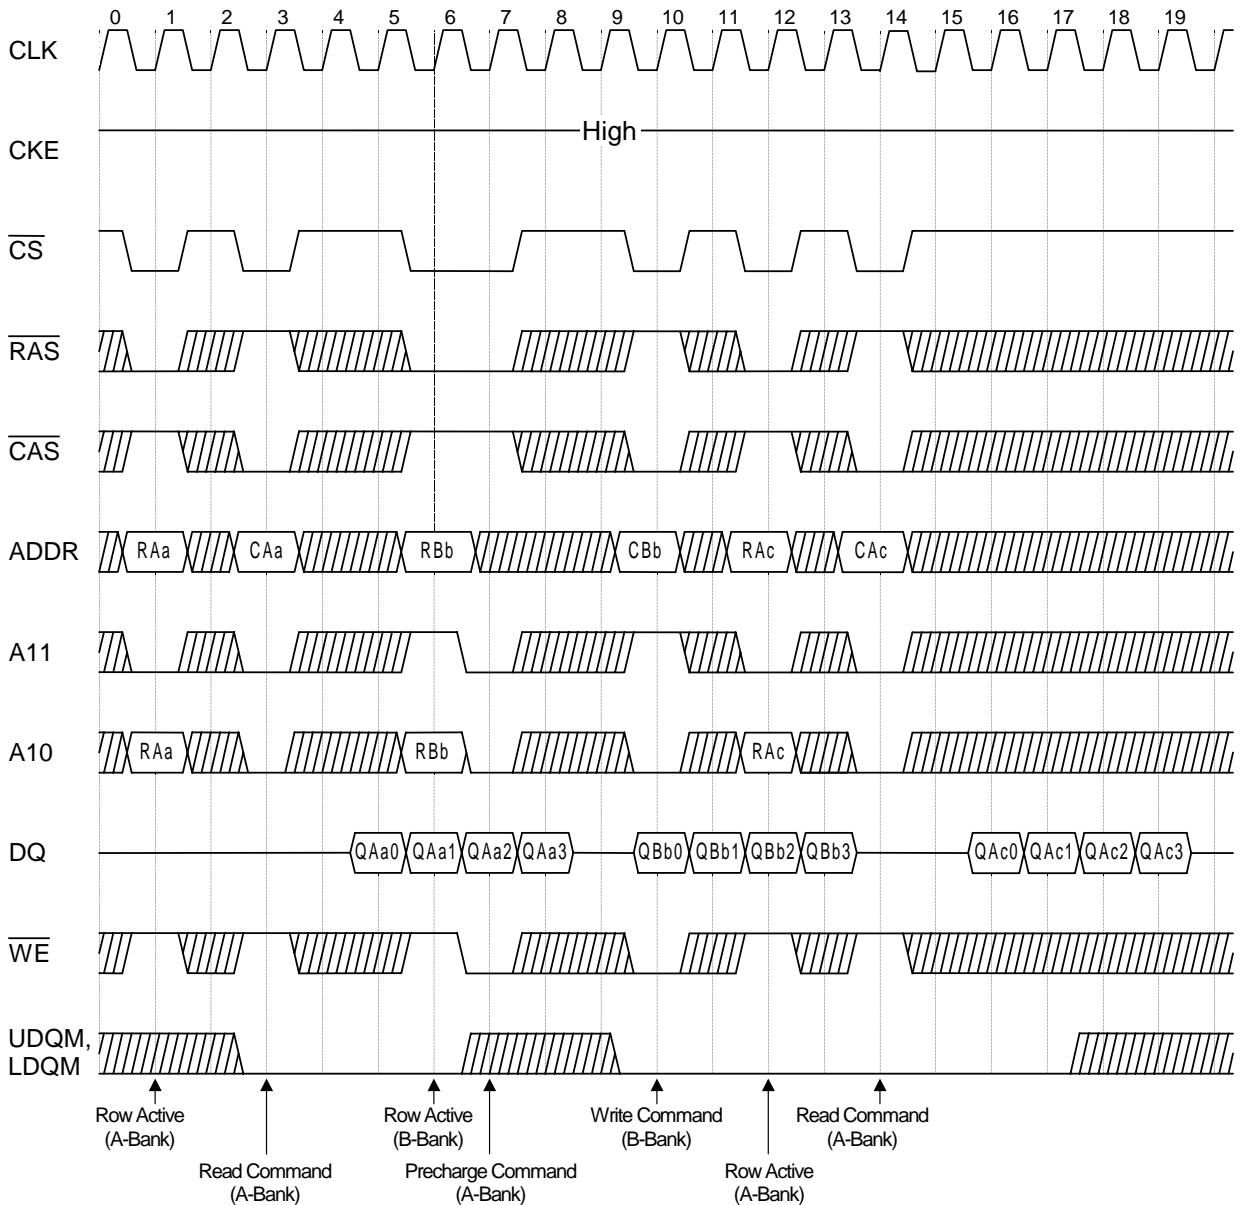 0 1 2 3 4 5 6 7 8 9 10 11 12 13 14 15 16 17 18 19
CLK
High
CKE
CS
RAS
CAS
ADDR RAa CAa RBb CBb RAc CAc
A11
A10 RAa RBb RAc
DQ QAa0 QAa1 QAa2 QAa3 QBb0 QBb1 QBb2 QBb3 QAc0 QAc1 QAc2 QAc3
WE
UDQM,
LDQM
Row Active Row Active Write Command Read Command
(A-Bank) (B-Bank) (B-Bank) (A-Bank)
Read Command Precharge Command Row Active
(A-Bank) (A-Bank) (A-Bank)